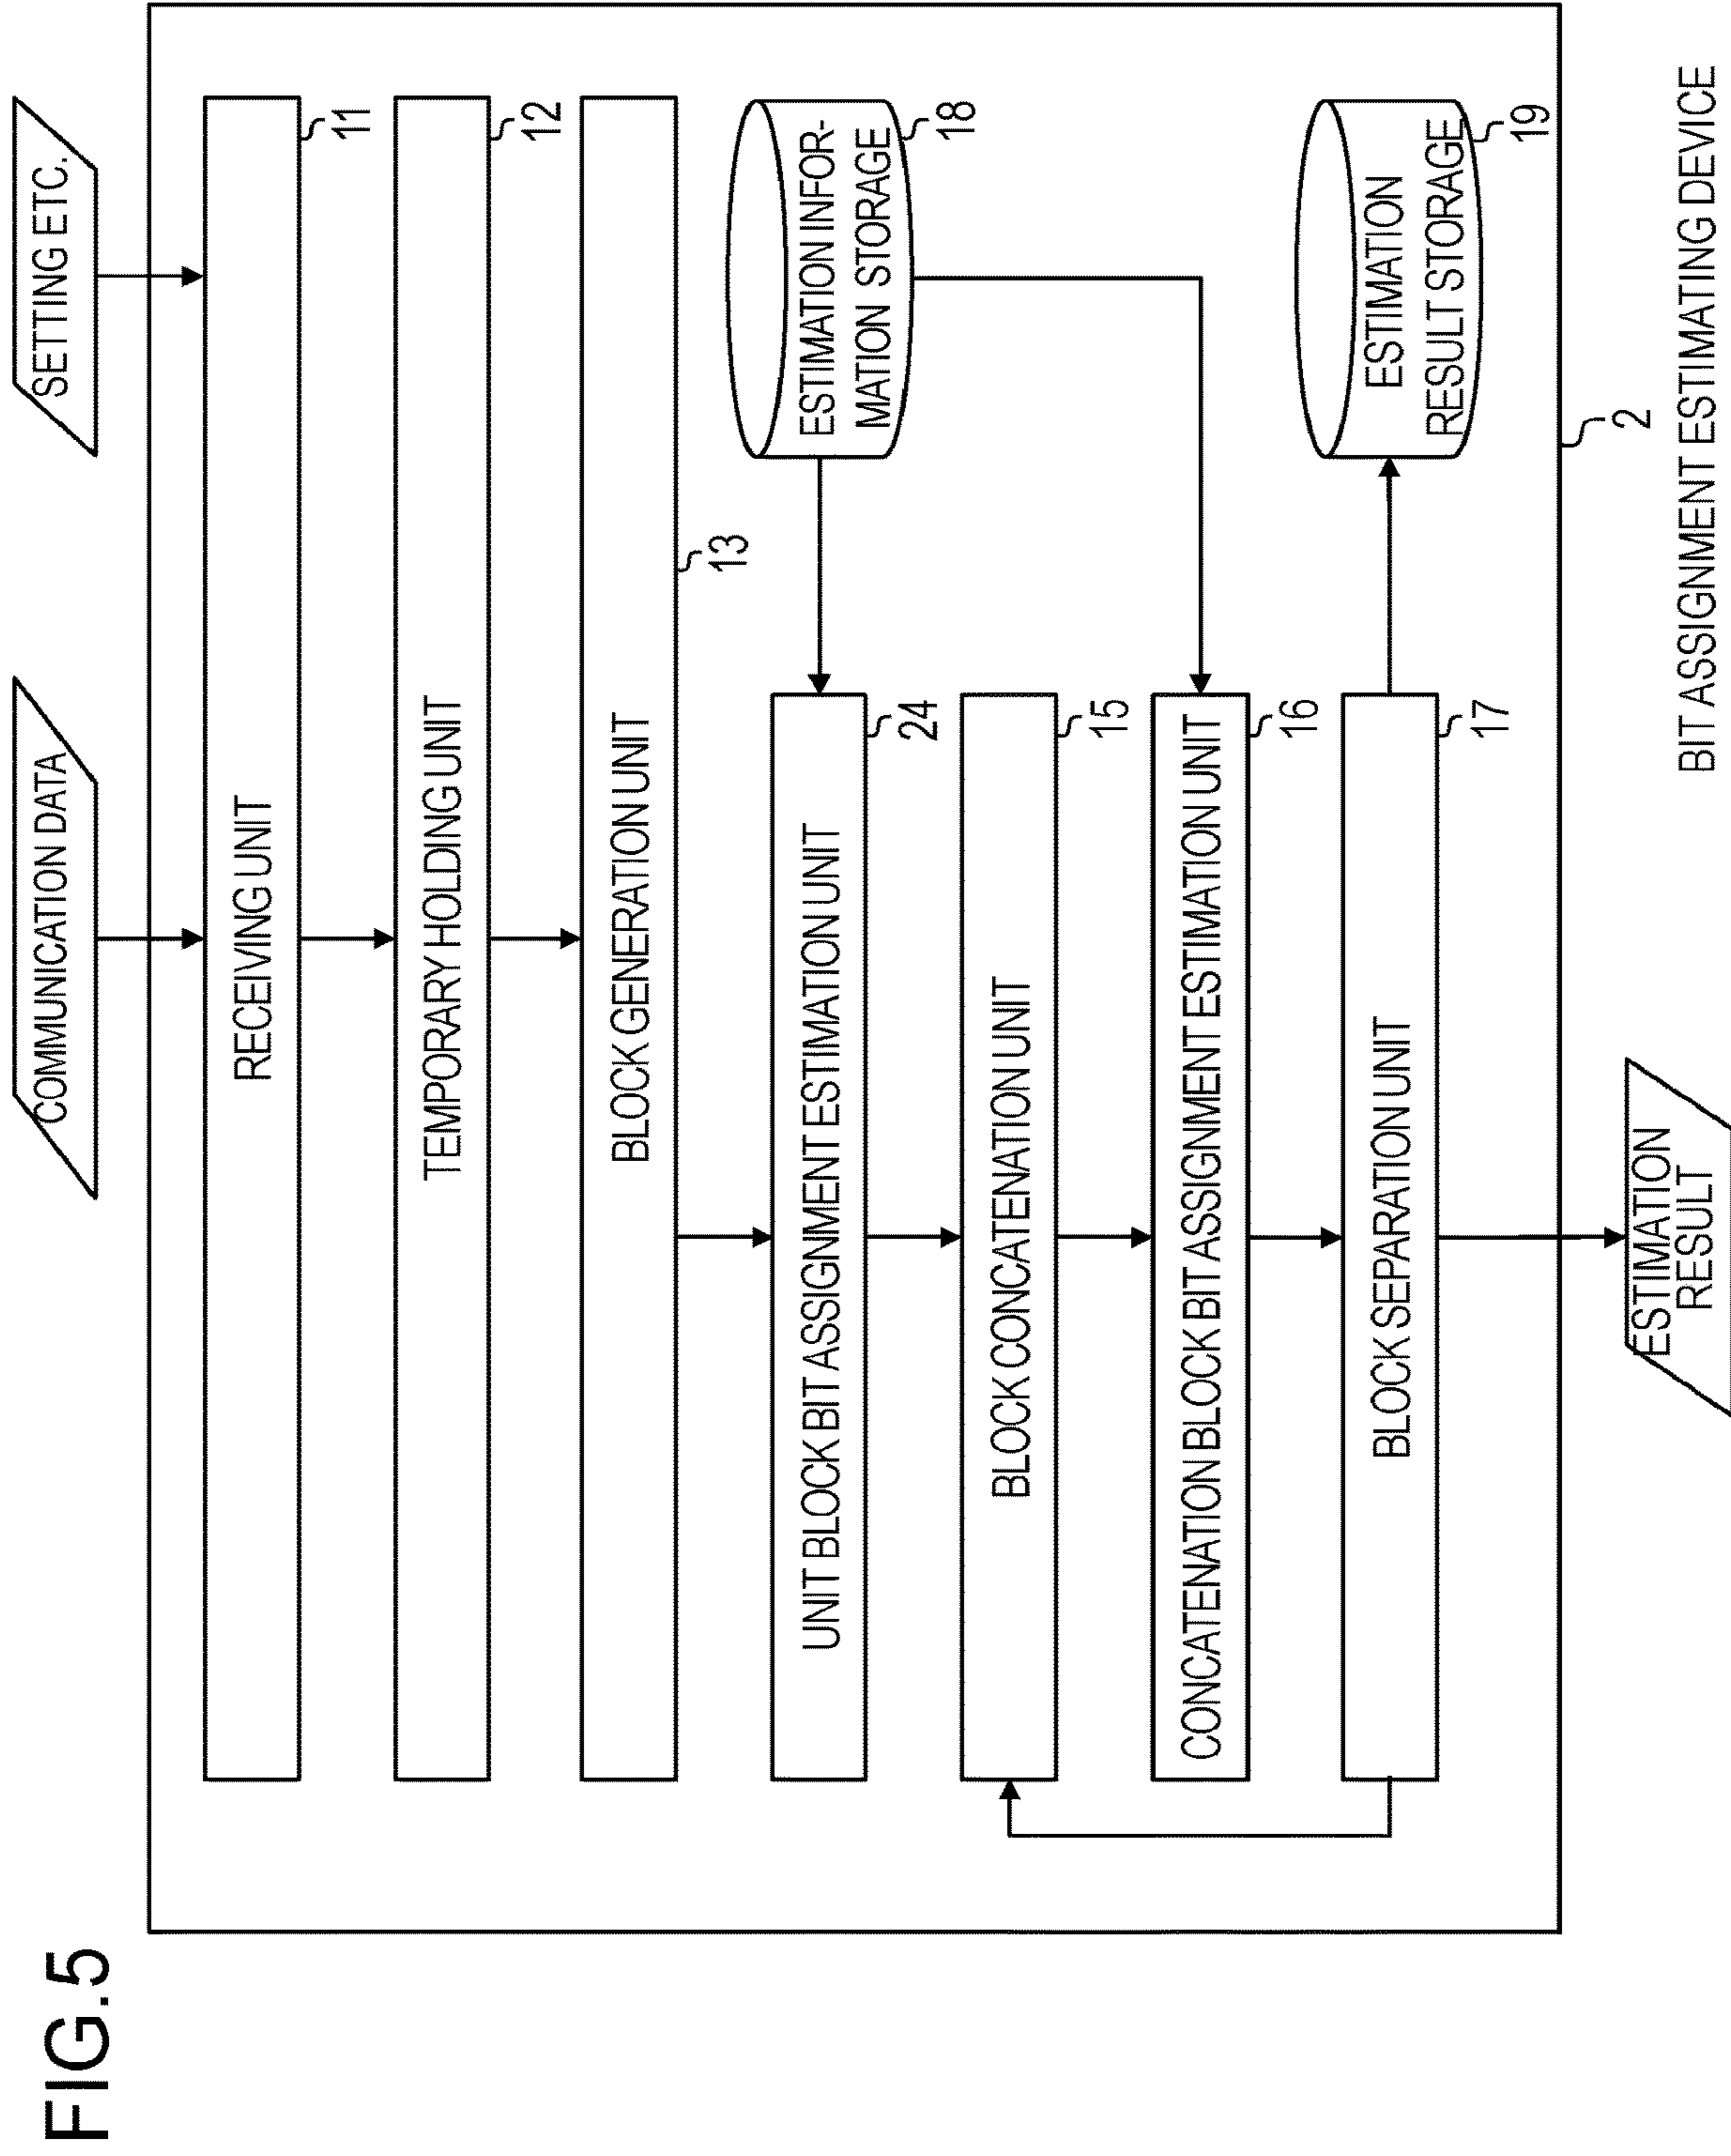 FIG.5
COMMUNICATION DATA
SETTING ETC.
RECEIVING UNIT
11
TEMPORARY HOLDING UNIT
12
BLOCK GENERATION UNIT
13
ESTIMATION INFOR-
MATION STORAGE
18
UNIT BLOCK BIT ASSIGNMENT ESTIMATION UNIT
24
BLOCK CONCATENATION UNIT
15
CONCATENATION BLOCK BIT ASSIGNMENT ESTIMATION UNIT
16
BLOCK SEPARATION UNIT
17
ESTIMATION
RESULT STORAGE
19
2
ESTIMATION
RESULT
BIT ASSIGNMENT ESTIMATING DEVICE